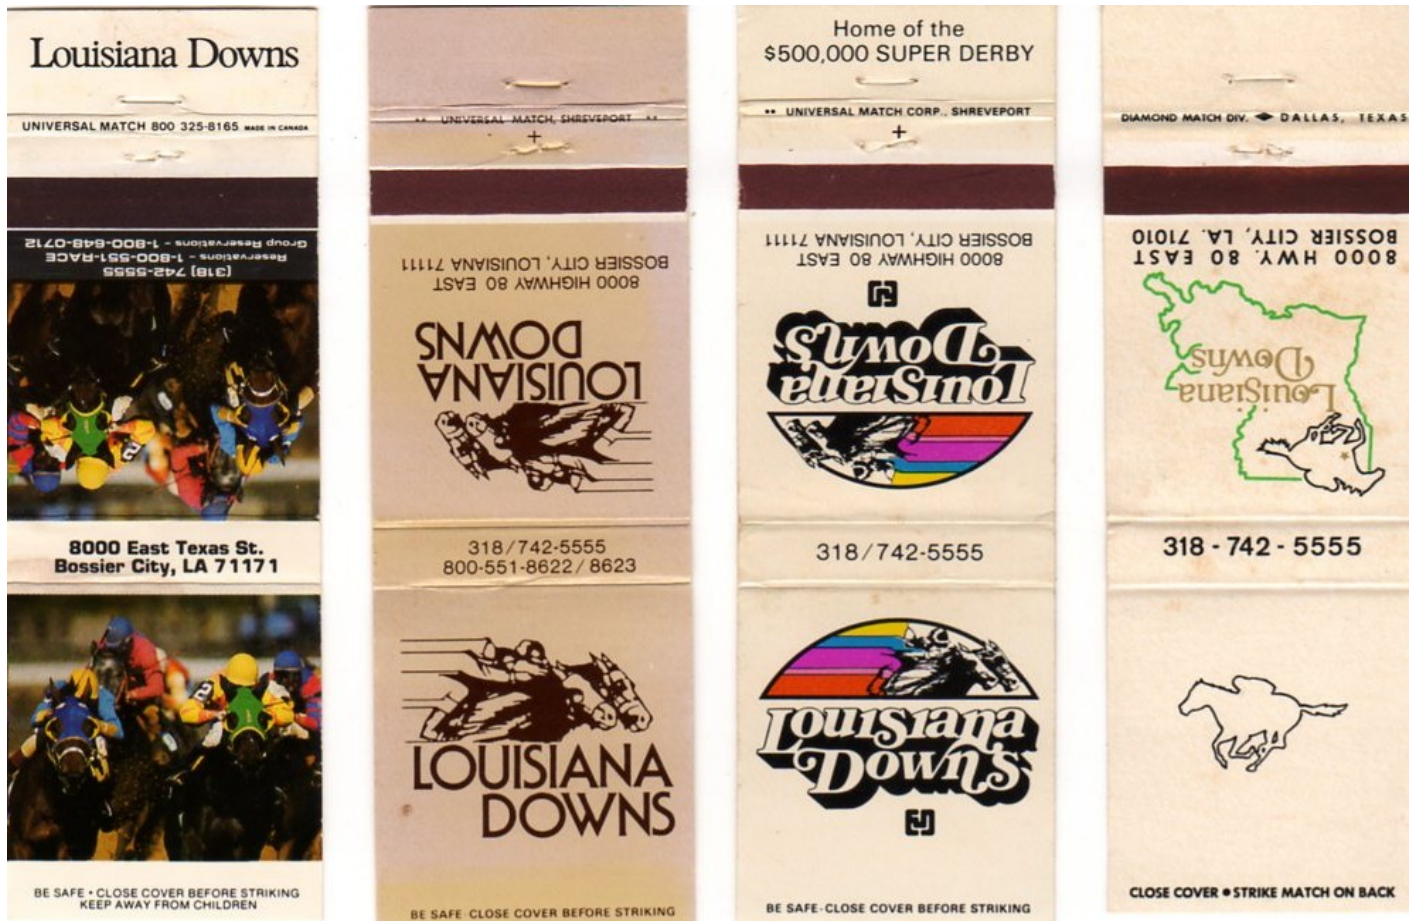 Louisiana Downs
UNIVERSAL MATCH 800 325-8165 MADE IN CANADA
Group Reservations - 1-800-648-0712
Reservations - 1-800-551-RACE
(318) 742-5555
2
8000 East Texas St.
Bossier City, LA 71171
2
BE SAFE • CLOSE COVER BEFORE STRIKING
KEEP AWAY FROM CHILDREN
** UNIVERSAL MATCH, SHREVEPORT **
+
8000 HIGHWAY 80 EAST
BOSSIER CITY, LOUISIANA 71111
LOUISIANA
DOWNS
318/742-5555
800-551-8622/8623
LOUISIANA
DOWNS
BE SAFE-CLOSE COVER BEFORE STRIKING
Home of the
$500,000 SUPER DERBY
** UNIVERSAL MATCH CORP., SHREVEPORT
+
8000 HIGHWAY 80 EAST
BOSSIER CITY, LOUISIANA 71111
Louisiana
Downs
318/742-5555
Louisiana
Downs
BE SAFE-CLOSE COVER BEFORE STRIKING
DIAMOND MATCH DIV. DALLAS, TEXAS
8000 HWY. 80 EAST
BOSSIER CITY, LA. 71010
Louisiana
Downs
318 - 742 - 5555
CLOSE COVER • STRIKE MATCH ON BACK